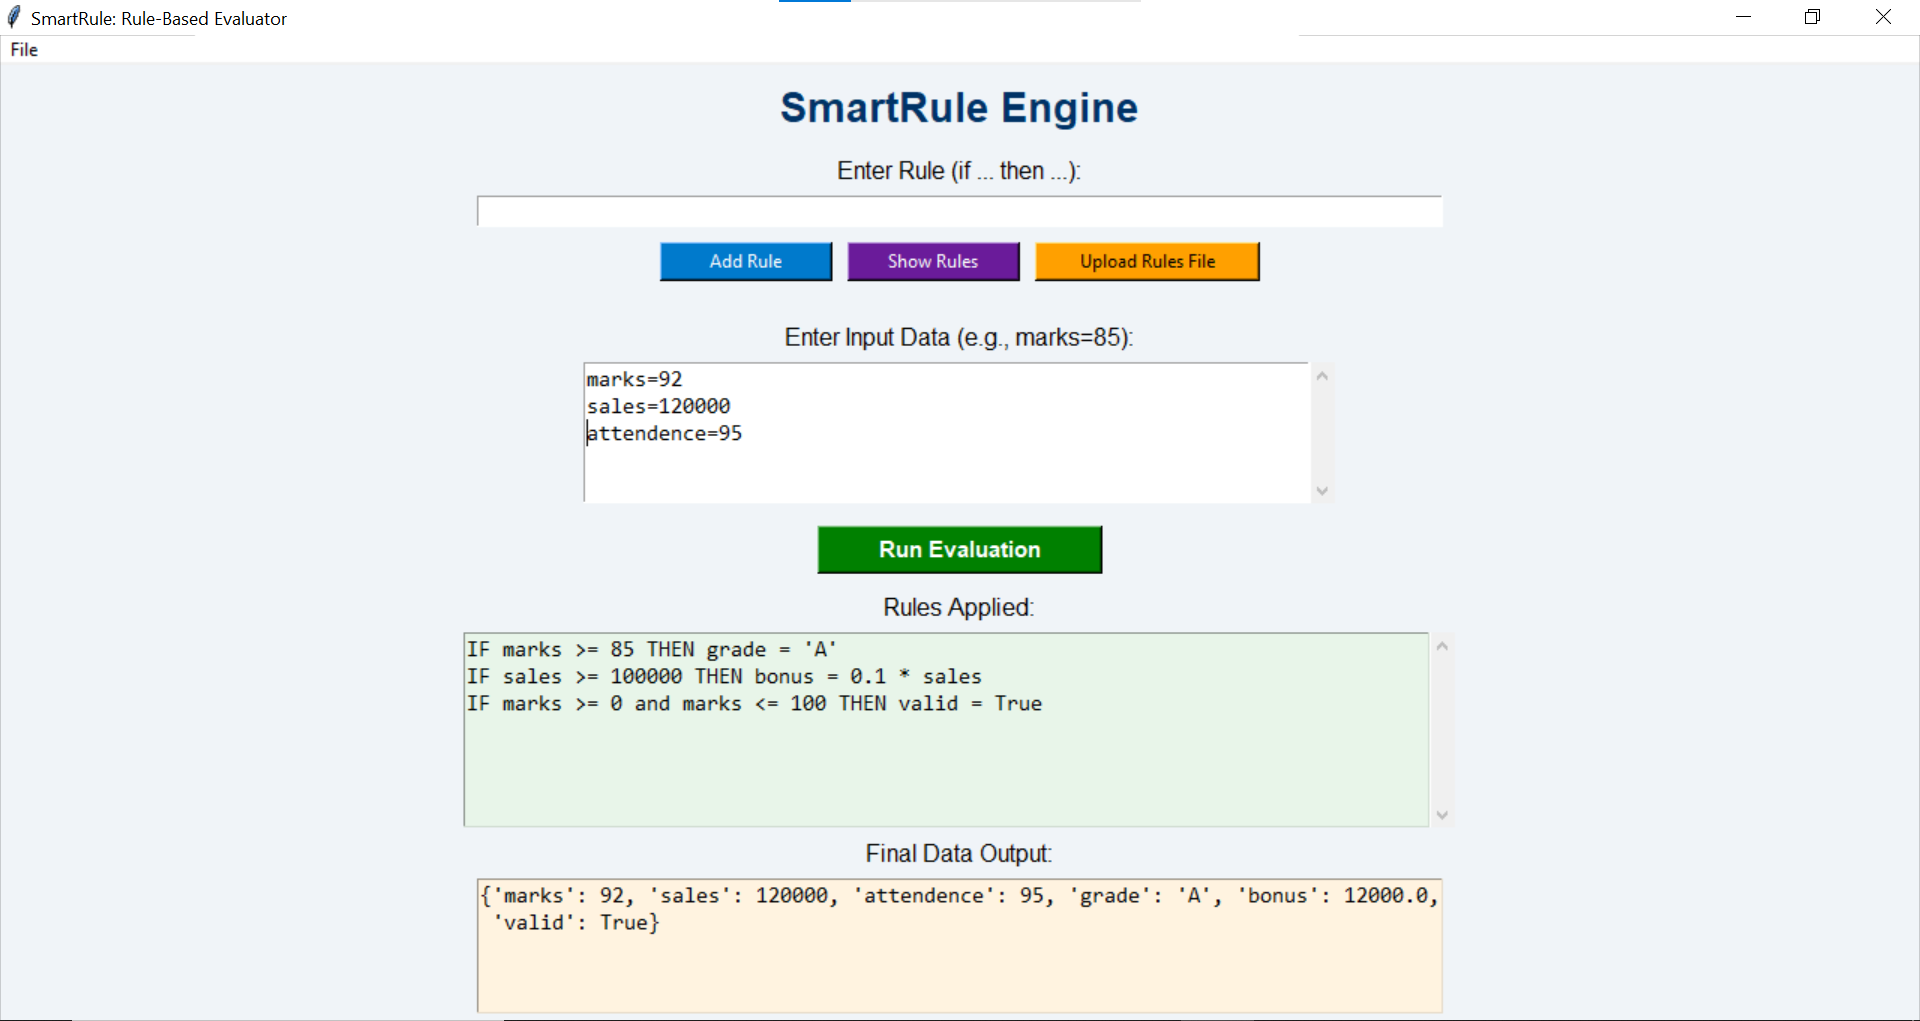 SmartRule: Rule-Based Evaluator
File
SmartRule Engine
Enter Rule (if ... then ...):
Add Rule
Show Rules
Upload Rules File
Enter Input Data (e.g., marks=85):
marks=92
sales=120000
attendence=95
Run Evaluation
Rules Applied:
IF marks >= 85 THEN grade = 'A'
IF sales >= 100000 THEN bonus = 0.1 * sales
IF marks >= 0 and marks <= 100 THEN valid = True
Final Data Output:
{'marks': 92, 'sales': 120000, 'attendence': 95, 'grade': 'A', 'bonus': 12000.0,
'valid': True}